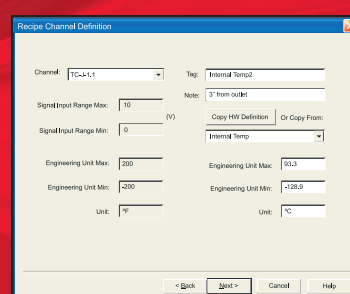 Recipe Channel Definition
Channel: TC-J-1.1
Tag: Internal Temp2
Note: 3" from outlet
Signal Input Range Max: 10
(V)
Copy HW Definition Or Copy From:
Signal Input Range Min: 0
Internal Temp
Engineering Unit Max: 200
Engineering Unit Max: 93.3
Engineering Unit Min: -200
Engineering Unit Min: -128.9
Unit: °F
Unit: °C
< Back Next > Cancel Help